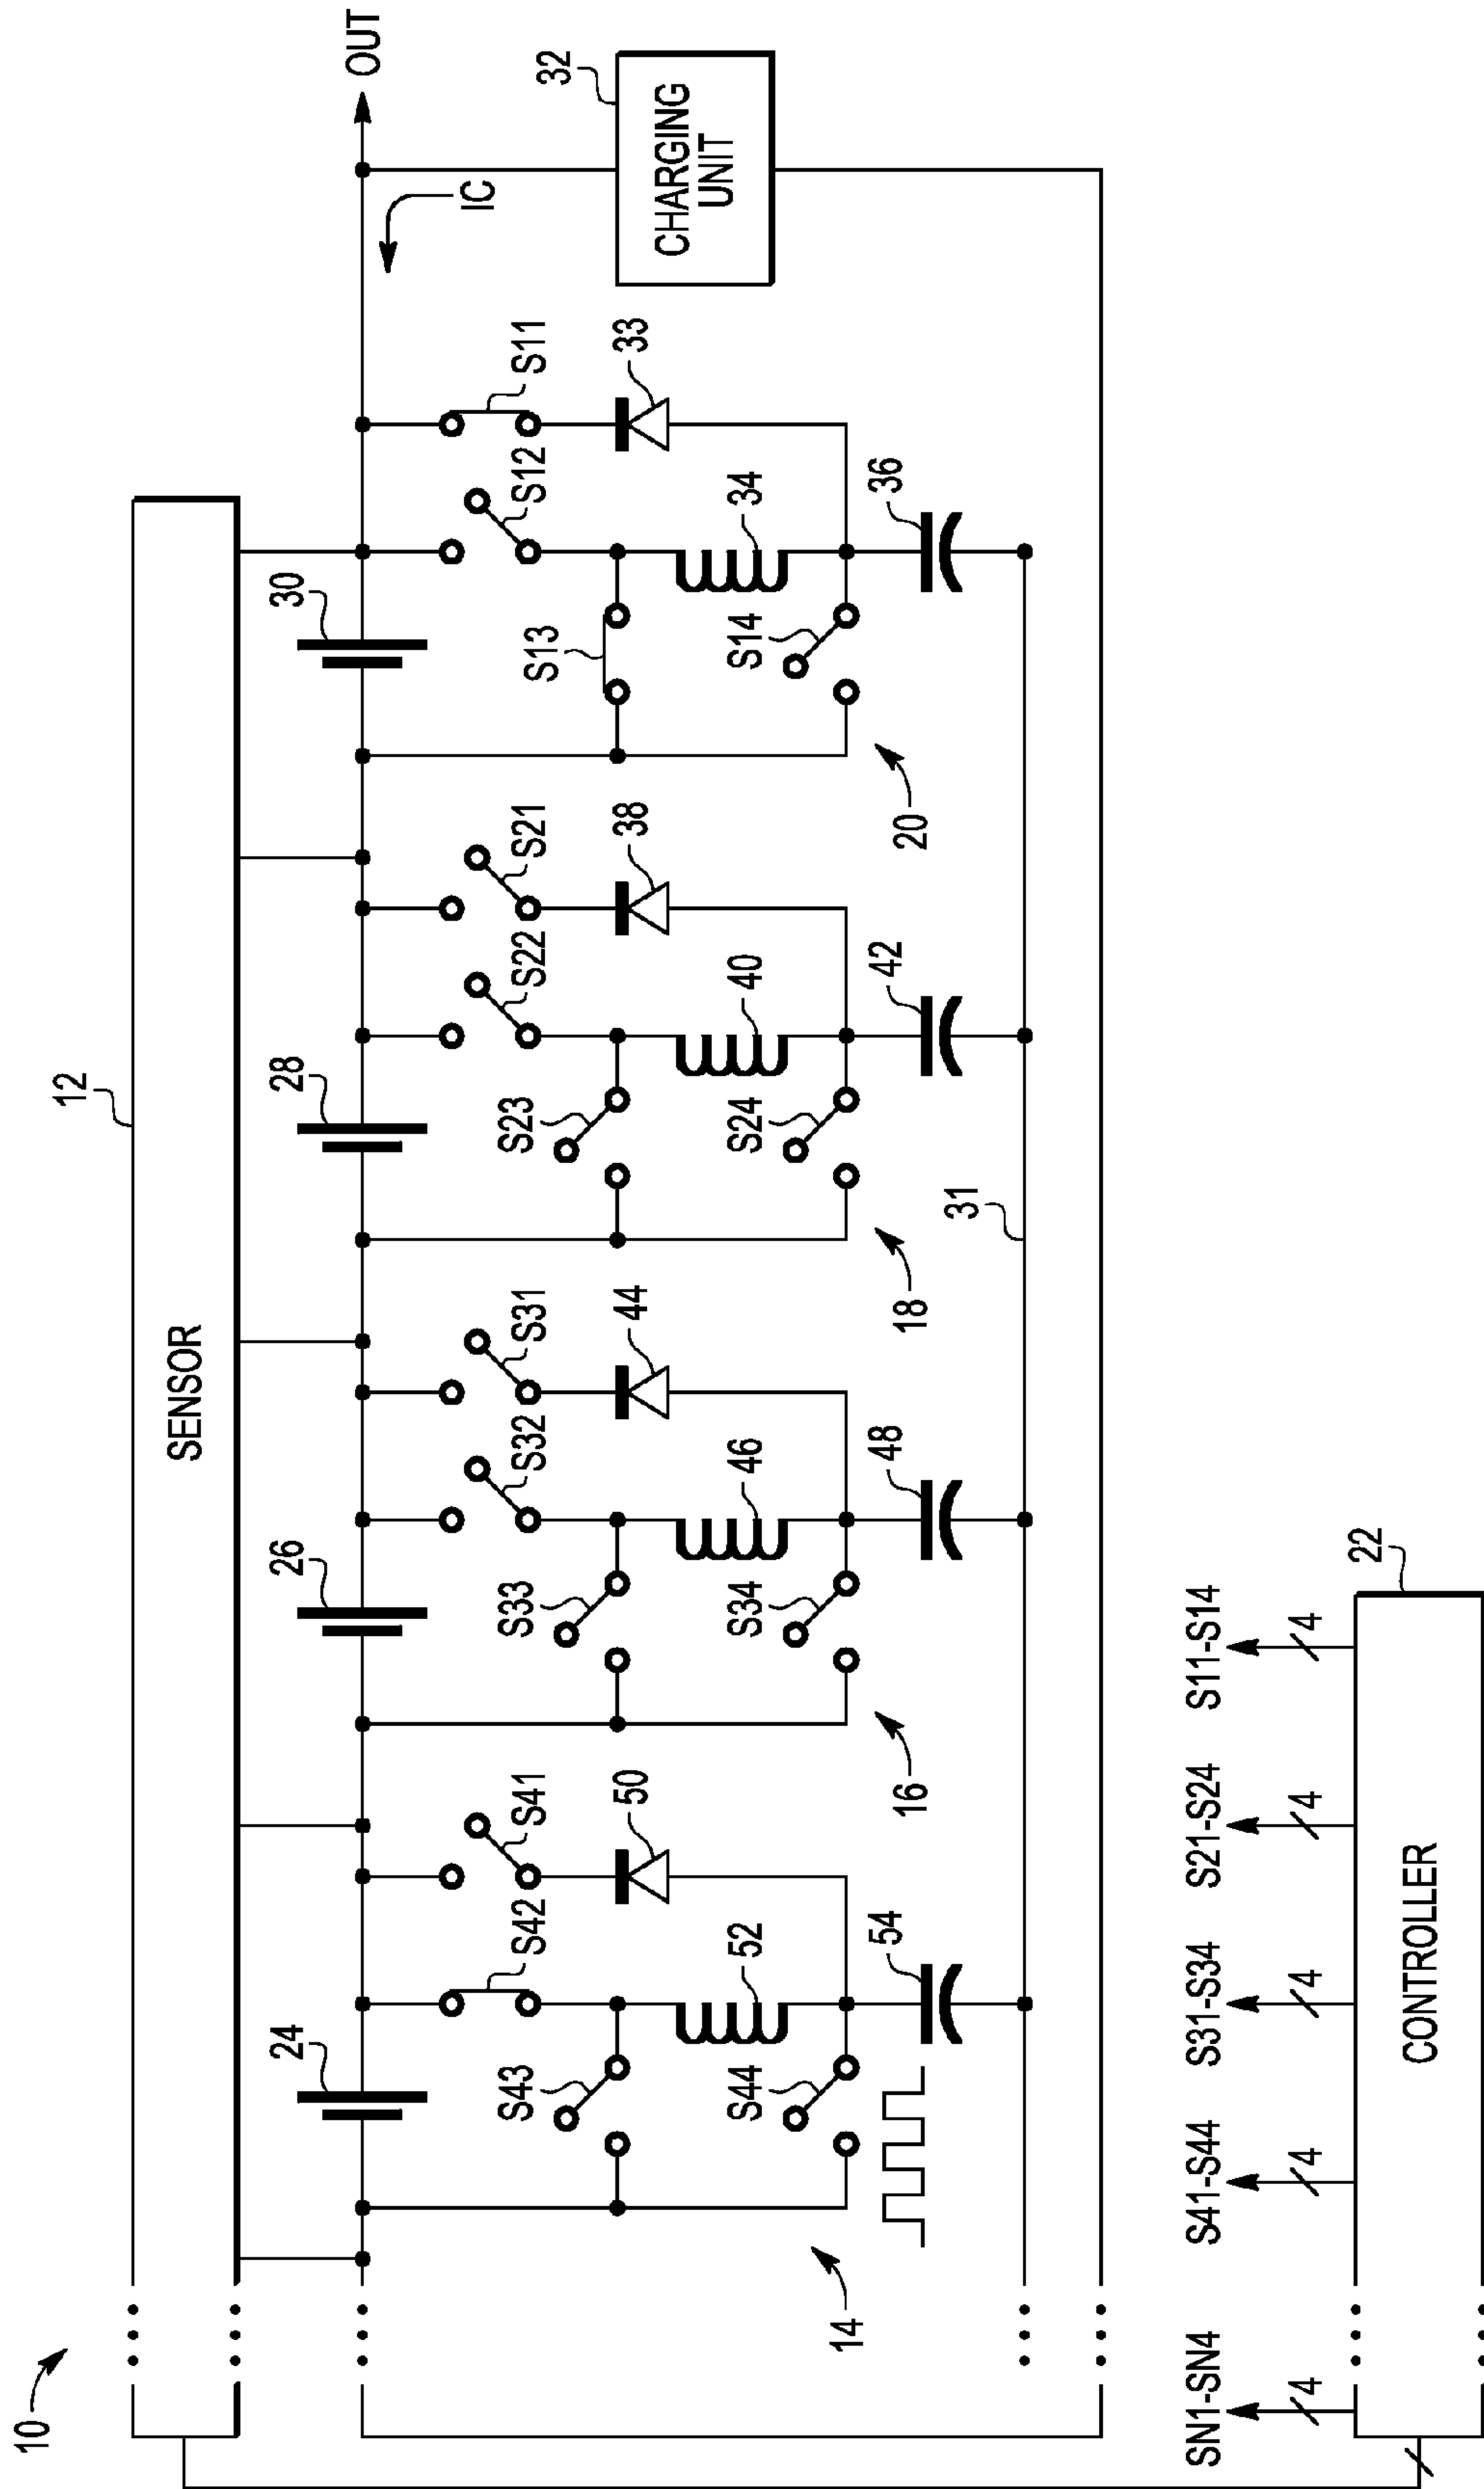 10
12
SENSOR
24
26
28
30
OUT
IC
S42
S41
S32
S31
S22
S21
S12
S11
S43
S33
S23
S13
50
44
38
33
32
CHARGING
UNIT
52
46
40
34
S44
S34
S24
S14
54
48
42
36
14
16
18
20
31
SN1-SN4
S41-S44
S31-S34
S21-S24
S11-S14
4
4
4
4
4
22
CONTROLLER